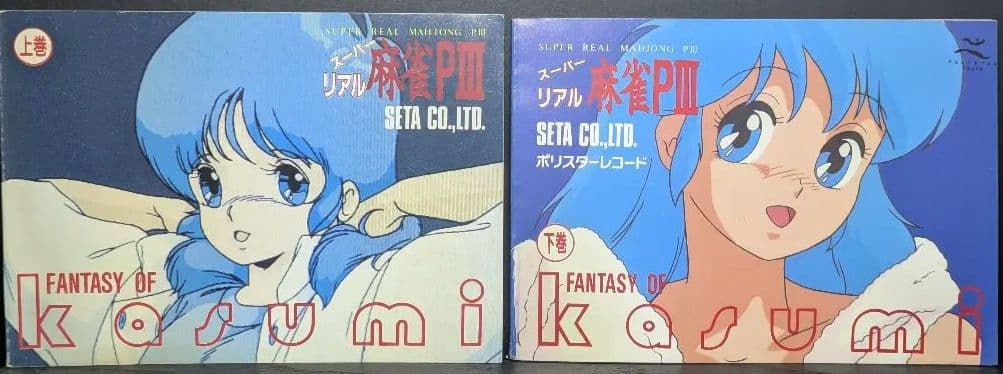 上巻
SUPER REAL MAHJONG PIII
スーパー
リアル 麻雀PIII
SETA CO.,LTD.
FANTASY OF
kasumi
SUPER REAL MAHJONG PIII
スーパー
リアル 麻雀PIII
SETA CO.,LTD.
ポリスターレコード
下巻
FANTASY OF
kasumi